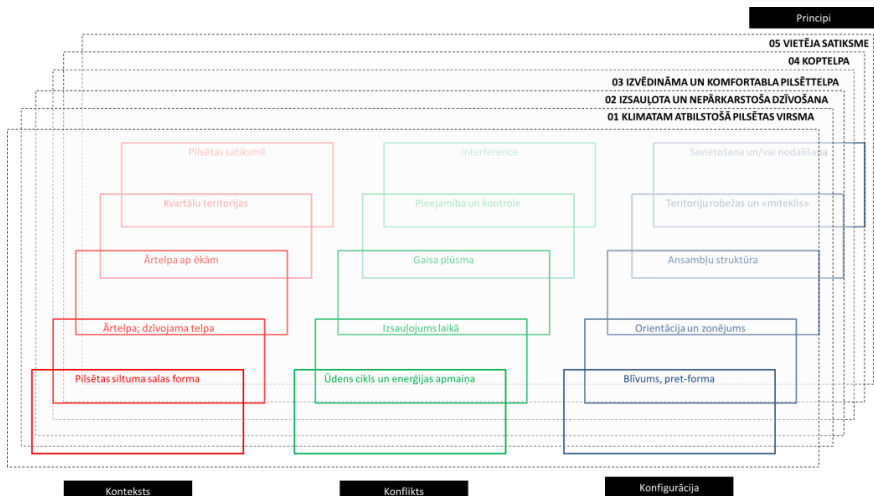 Principi
05 VIETĒJA SATIKSME
04 KOPTELPA
03 IZVĒDINĀMA UN KOMFORTABLA PILSĒTTELPA
02 IZSAUĻOTA UN NEPĀRKARSTOŠA DZĪVOŠANA
01 KLIMATAM ATBILSTOŠĀ PILSĒTAS VIRSMA
Pilsētas satiksmē
Interference
Savietošana un/vai nodalīšana
Kvartālu teritorijas
Pieejamība un kontrole
Teritoriju robežas un «miteklis»
Ārtelpa ap ēkām
Gaisa plūsma
Ansambļu struktūra
Ārtelpa; dzīvojama telpa
Izsauļojums laikā
Orientācija un zonējums
Pilsētas siltuma salas forma
Ūdens cikls un enerģijas apmaiņa
Blīvums, pret-forma
Konteksts
Konflikts
Konfigurācija